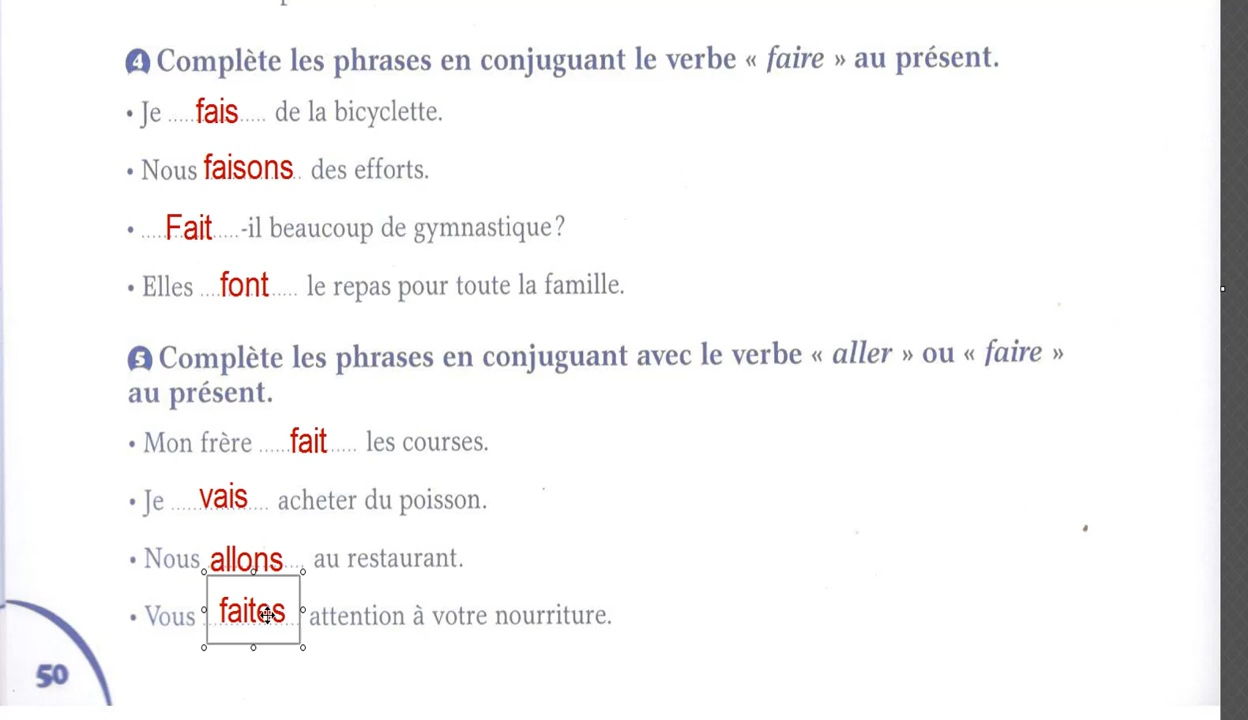 4 Complète les phrases en conjuguant le verbe « faire » au présent.
• Je .....fais..... de la bicyclette.
• Nous faisons.. des efforts.
• ....Fait.....-il beaucoup de gymnastique ?
• Elles ....font..... le repas pour toute la famille.
5 Complète les phrases en conjuguant avec le verbe « aller » ou « faire »
au présent.
• Mon frère ......fait..... les courses.
• Je .....vais.... acheter du poisson.
• Nous allons... au restaurant.
• Vous faites attention à votre nourriture.
50